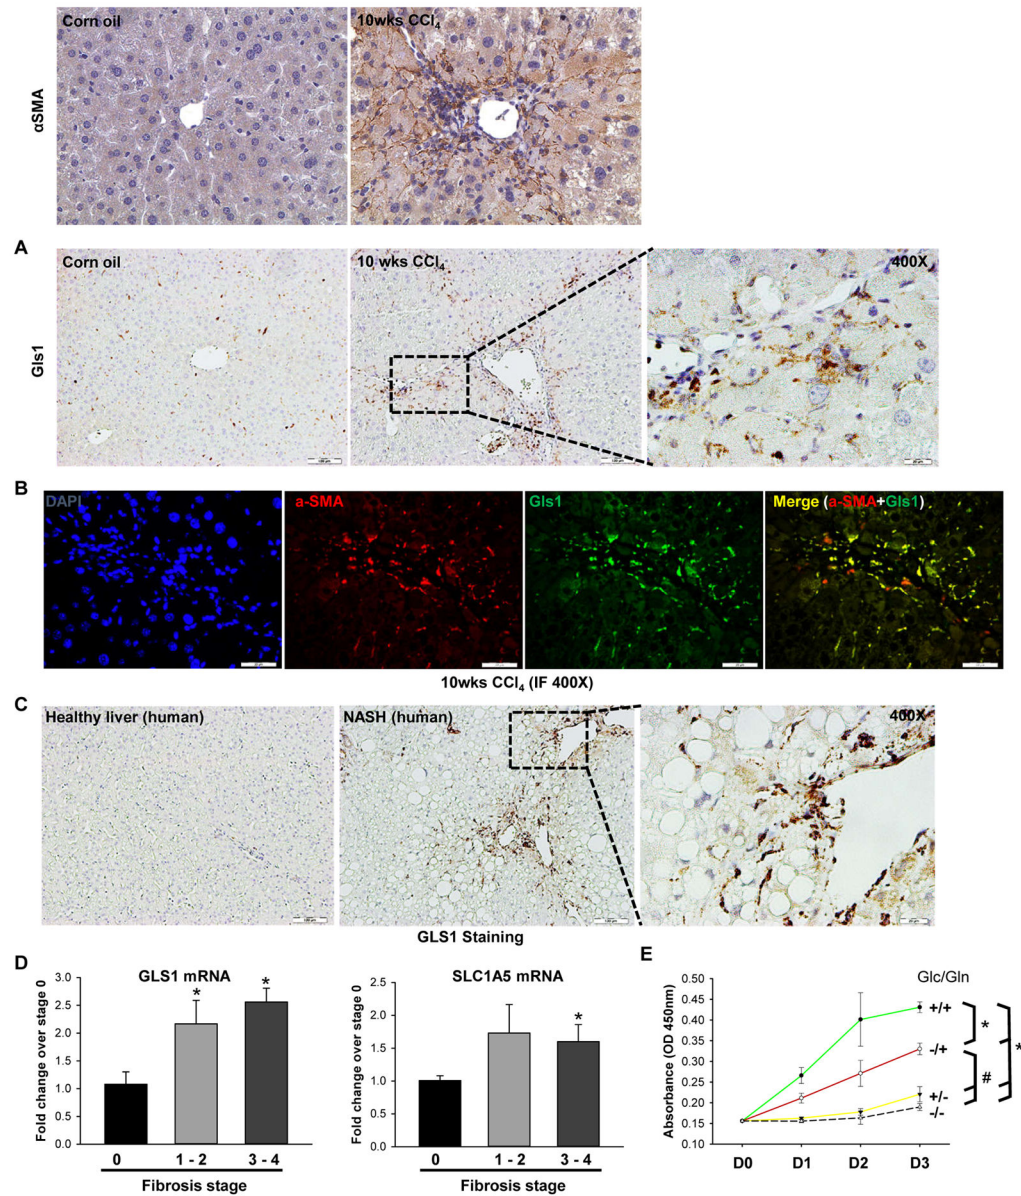 Corn oil
10wks CCl₄
αSMA
A
Corn oil
10 wks CCl₄
400X
Gls1
B
DAPI
a-SMA
Gls1
Merge (a-SMA+Gls1)
10wks CCl₄ (IF 400X)
C
Healthy liver (human)
NASH (human)
400X
GLS1 Staining
D
GLS1 mRNA
Fold change over stage 0
3.0
2.5
2.0
1.5
1.0
0.5
0.0
*
*
0
1 - 2
3 - 4
Fibrosis stage
SLC1A5 mRNA
Fold change over stage 0
2.5
2.0
1.5
1.0
0.5
0.0
*
0
1 - 2
3 - 4
Fibrosis stage
E
Glc/Gln
Absorbance (OD 450nm)
0.45
0.40
0.35
0.30
0.25
0.20
0.15
0.10
+/+
-/+
+/-
-/-
*
#
*
D0
D1
D2
D3